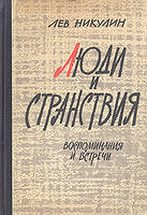 ЛЕВ НИКУЛИН
ЛЮДИ
И
СТРАНСТВИЯ
ВОСПОМИНАНИЯ
И ВСТРЕЧИ